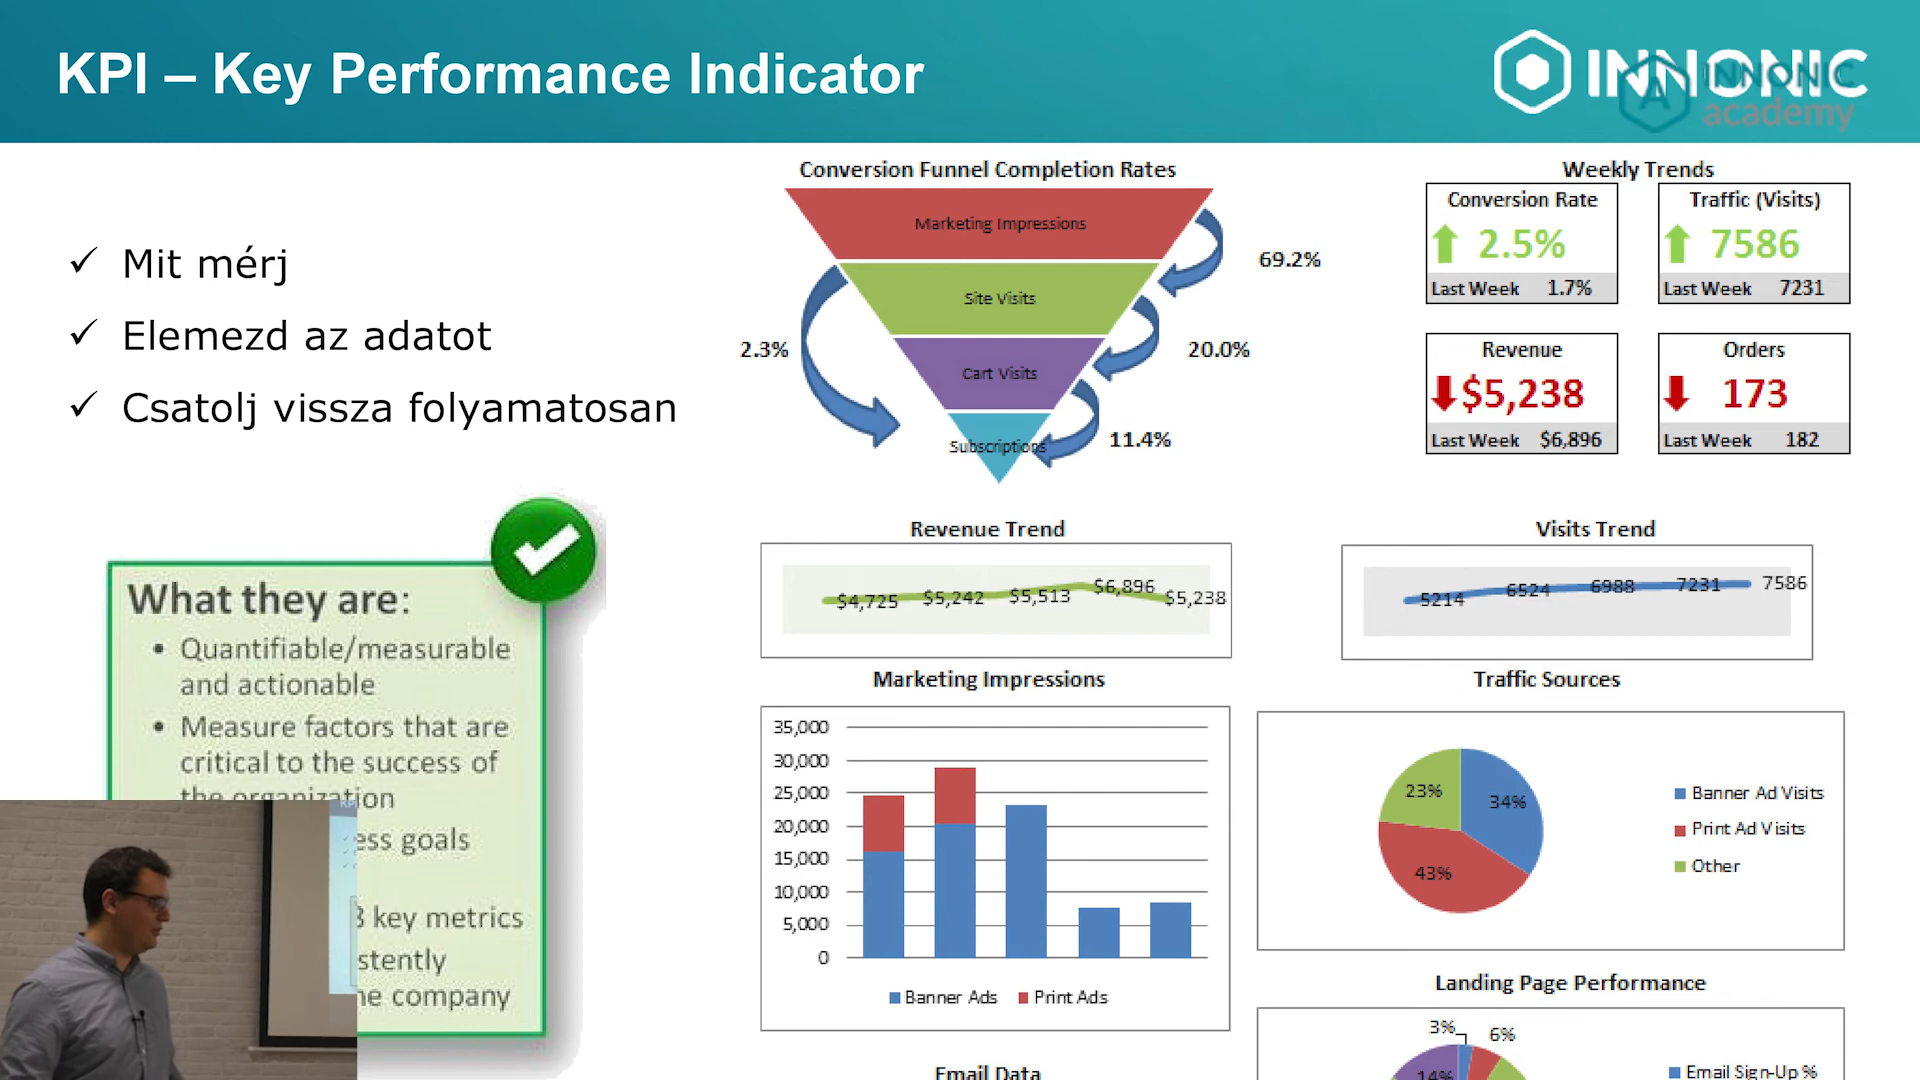 KPI – Key Performance Indicator
INNONIC
INNONIC
academy
Mit mérj
Elemezd az adatot
Csatolj vissza folyamatosan
What they are:
• Quantifiable/measurable
and actionable
• Measure factors that are
critical to the success of
the organization
ess goals
3 key metrics
stently
he company
Conversion Funnel Completion Rates
Marketing Impressions
69.2%
Site Visits
2.3%
20.0%
Cart Visits
11.4%
Subscriptions
Weekly Trends
Conversion Rate
2.5%
Last Week 1.7%
Traffic (Visits)
7586
Last Week 7231
Revenue
$5,238
Last Week $6,896
Orders
173
Last Week 182
Revenue Trend
$4,725 $5,242 $5,513 $6,896 $5,238
Visits Trend
5214 6524 6988 7231 7586
Marketing Impressions
35,000
30,000
25,000
20,000
15,000
10,000
5,000
0
Banner Ads Print Ads
Traffic Sources
23%
34%
43%
Banner Ad Visits
Print Ad Visits
Other
Landing Page Performance
3%
6%
14%
Email Sign-Up %
Email Data